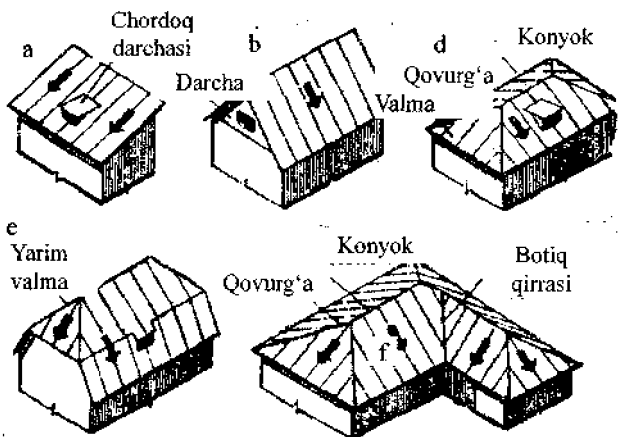 a
Chordoq
darchasi
b
Darcha
d
Konyok
Qovurg‘a
Valma
e
Yarim
valma
Konyok
Qovurg‘a
Botiq
qirrasi
f